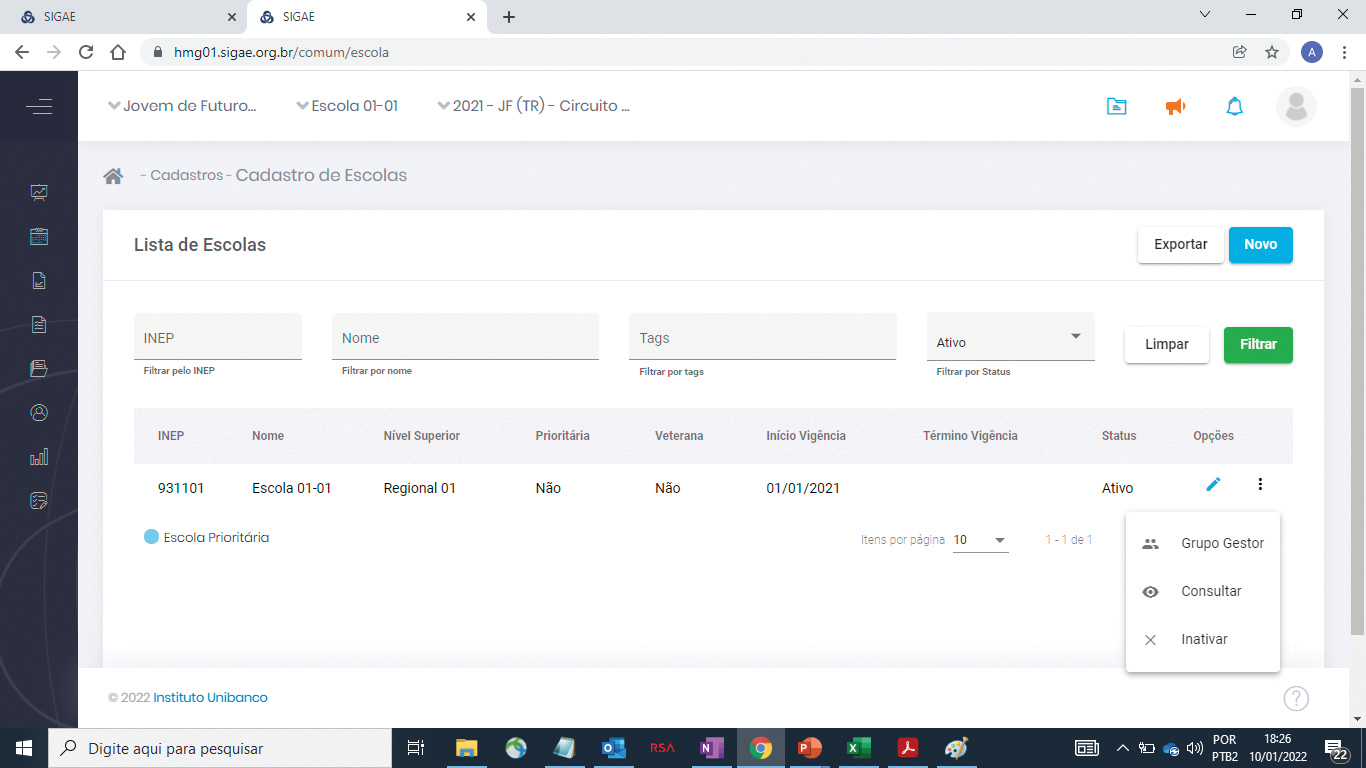 SIGAE
SIGAE
hmg01.sigae.org.br/comum/escola
A
Jovem de Futuro...
Escola 01-01
2021 - JF (TR) - Circuito ...
- Cadastros - Cadastro de Escolas
Lista de Escolas
Exportar
Novo
INEP
Nome
Tags
Ativo
Limpar
Filtrar
Filtrar pelo INEP
Filtrar por nome
Filtrar por tags
Filtrar por Status
INEP Nome Nível Superior Prioritária Veterana Início Vigência Término Vigência Status Opções
931101 Escola 01-01 Regional 01 Não Não 01/01/2021 Ativo
Escola Prioritária
Itens por página 10
1 - 1 de 1
Grupo Gestor
Consultar
Inativar
© 2022 Instituto Unibanco
?
Digite aqui para pesquisar
RSA
POR
PTB2
18:26
10/01/2022
22